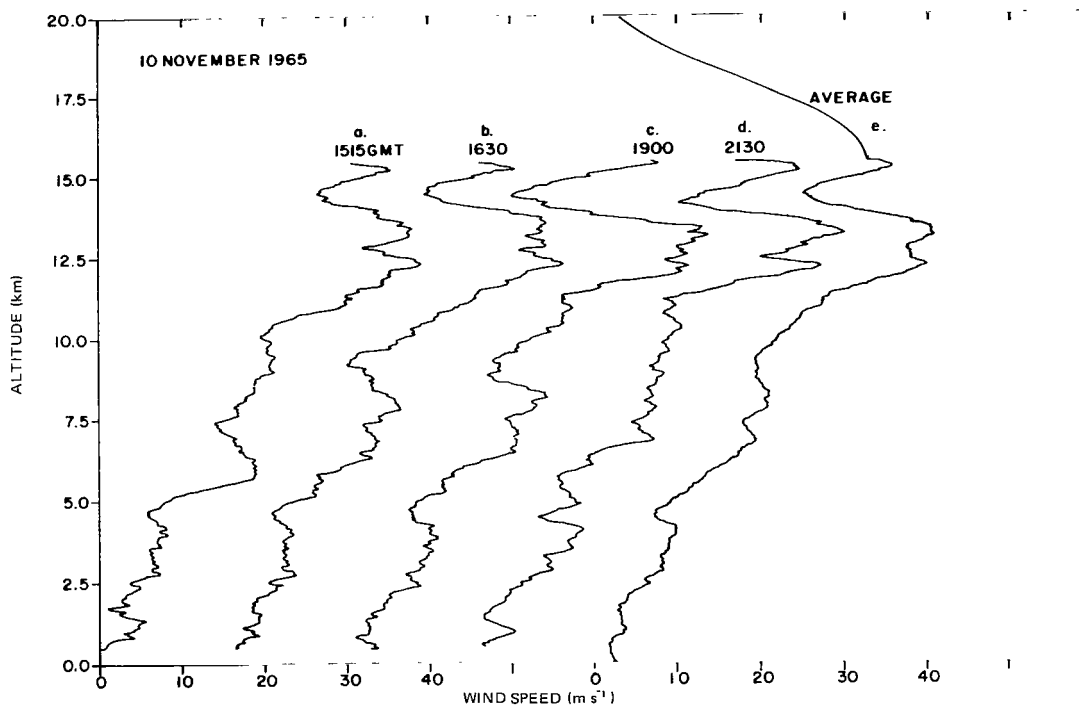 20.0
10 NOVEMBER 1965
17.5
AVERAGE
a.
b.
c.
d.
e.
1515GMT
1630
1900
2130
15.0
12.5
ALTITUDE (km)
10.0
7.5
5.0
2.5
0.0
0 10 20 30 40 0 10 20 30 40
WIND SPEED (m s⁻¹)